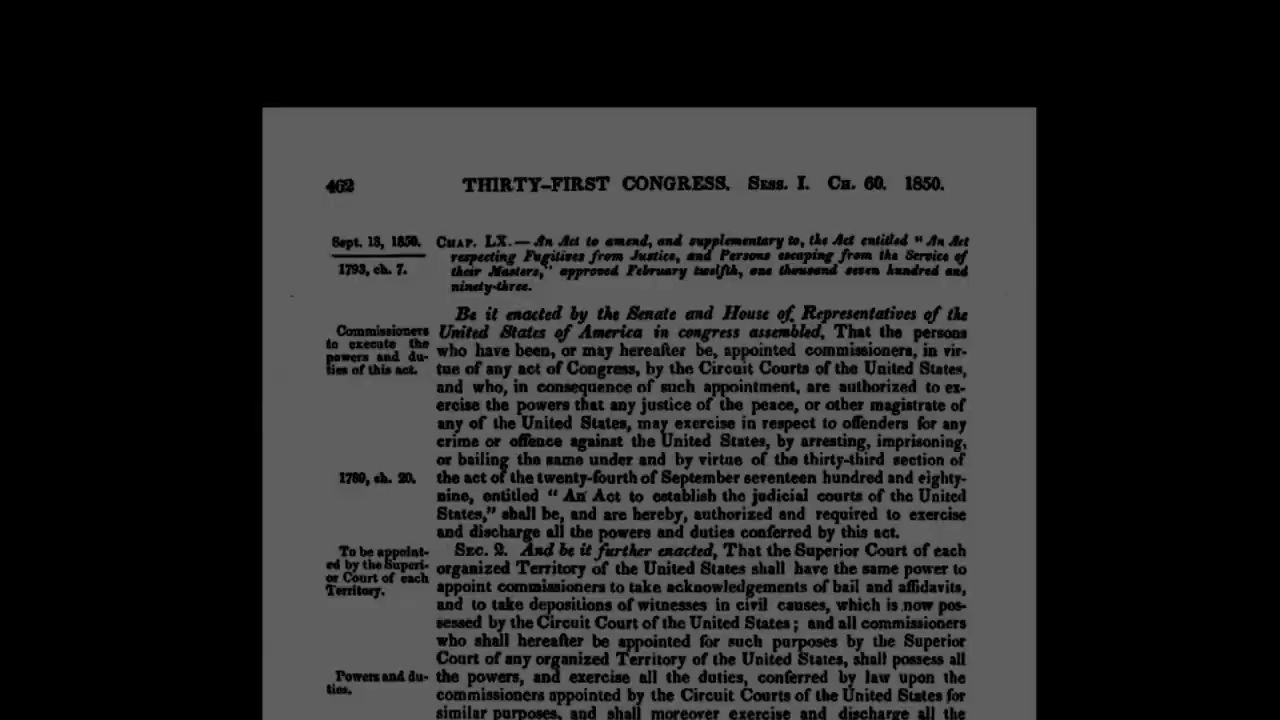 462
THIRTY-FIRST CONGRESS. Sess. I. Ch. 60. 1850.
Sept. 18, 1850.
1793, ch. 7.
Chap. LX.—An Act to amend, and supplementary to, the Act entitled "An Act
respecting Fugitives from Justice, and Persons escaping from the Service of
their Masters," approved February twelfth, one thousand seven hundred and
ninety-three.
Commissioners
to execute the
powers and du-
ties of this act.
Be it enacted by the Senate and House of Representatives of the
United States of America in congress assembled, That the persons
who have been, or may hereafter be, appointed commissioners, in vir-
tue of any act of Congress, by the Circuit Courts of the United States,
and who, in consequence of such appointment, are authorized to ex-
ercise the powers that any justice of the peace, or other magistrate of
any of the United States, may exercise in respect to offenders for any
crime or offence against the United States, by arresting, imprisoning,
or bailing the same under and by virtue of the thirty-third section of
1789, ch. 20.
the act of the twenty-fourth of September seventeen hundred and eighty-
nine, entitled "An Act to establish the judicial courts of the United
States," shall be, and are hereby, authorized and required to exercise
and discharge all the powers and duties conferred by this act.
To be appoint-
ed by the Superi-
or Court of each
Territory.
Sec. 2. And be it further enacted, That the Superior Court of each
organized Territory of the United States shall have the same power to
appoint commissioners to take acknowledgements of bail and affidavits,
and to take depositions of witnesses in civil causes, which is now pos-
sessed by the Circuit Court of the United States; and all commissioners
who shall hereafter be appointed for such purposes by the Superior
Court of any organized Territory of the United States, shall possess all
Powers and du-
ties.
the powers, and exercise all the duties, conferred by law upon the
commissioners appointed by the Circuit Courts of the United States for
similar purposes, and shall moreover exercise and discharge all the